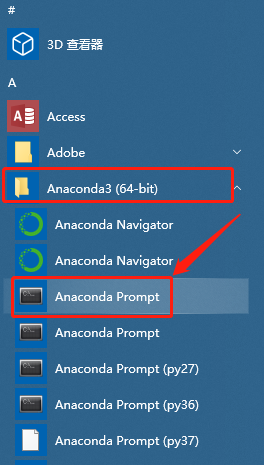 #
3D 查看器
A
Access
Adobe
Anaconda3 (64-bit)
Anaconda Navigator
Anaconda Navigator
Anaconda Prompt
Anaconda Prompt
Anaconda Prompt (py27)
Anaconda Prompt (py36)
Anaconda Prompt (py37)